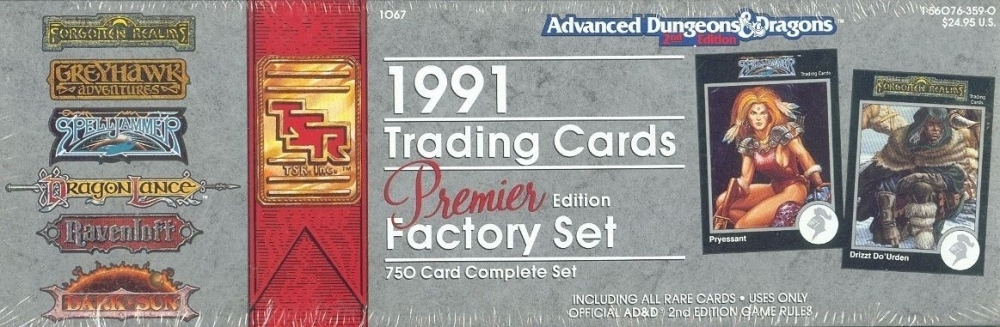 FORGOTTEN REALMS
GREYHAWK
ADVENTURES
SPELLJAMMER
DRAGONLANCE
Ravenloft
DARK SUN
TSR
TSR, Inc.™
1067
Advanced Dungeons & Dragons™
2nd Edition
1-56076-359-0
$24.95 U.S.
1991
Trading Cards
Premier Edition
Factory Set
750 Card Complete Set
SPELLJAMMER
Trading Cards
Pryessant
FORGOTTEN REALMS
Trading Cards
Drizzt Do'Urden
INCLUDING ALL RARE CARDS • USES ONLY
OFFICIAL AD&D® 2nd EDITION GAME RULES